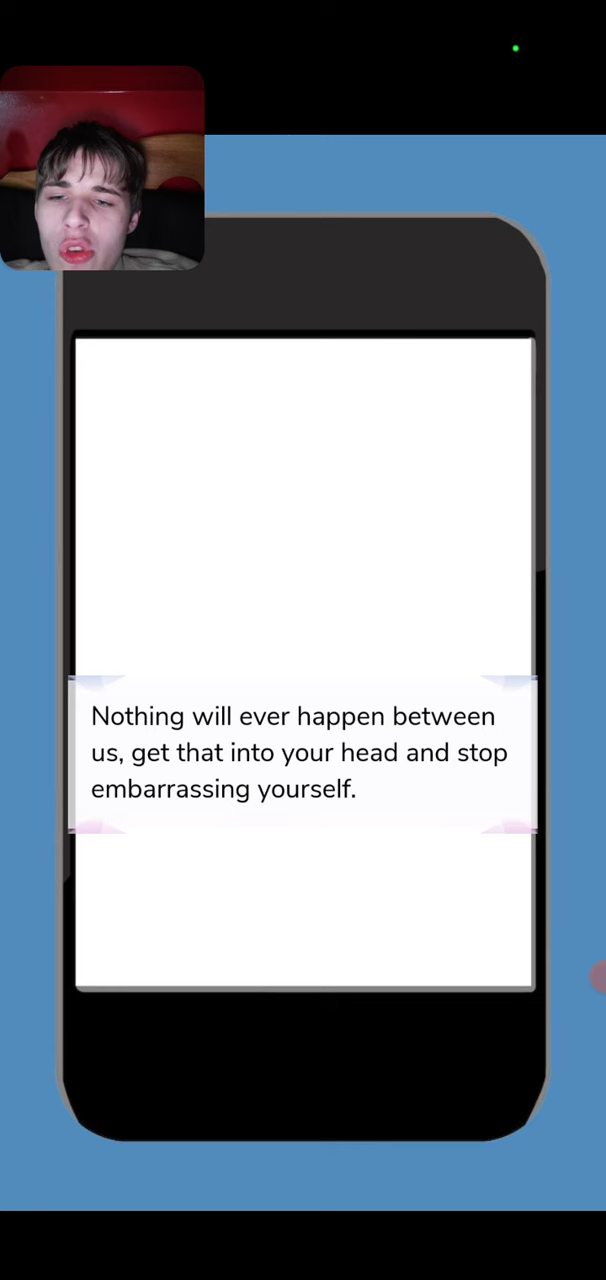 Nothing will ever happen between
us, get that into your head and stop
embarrassing yourself.